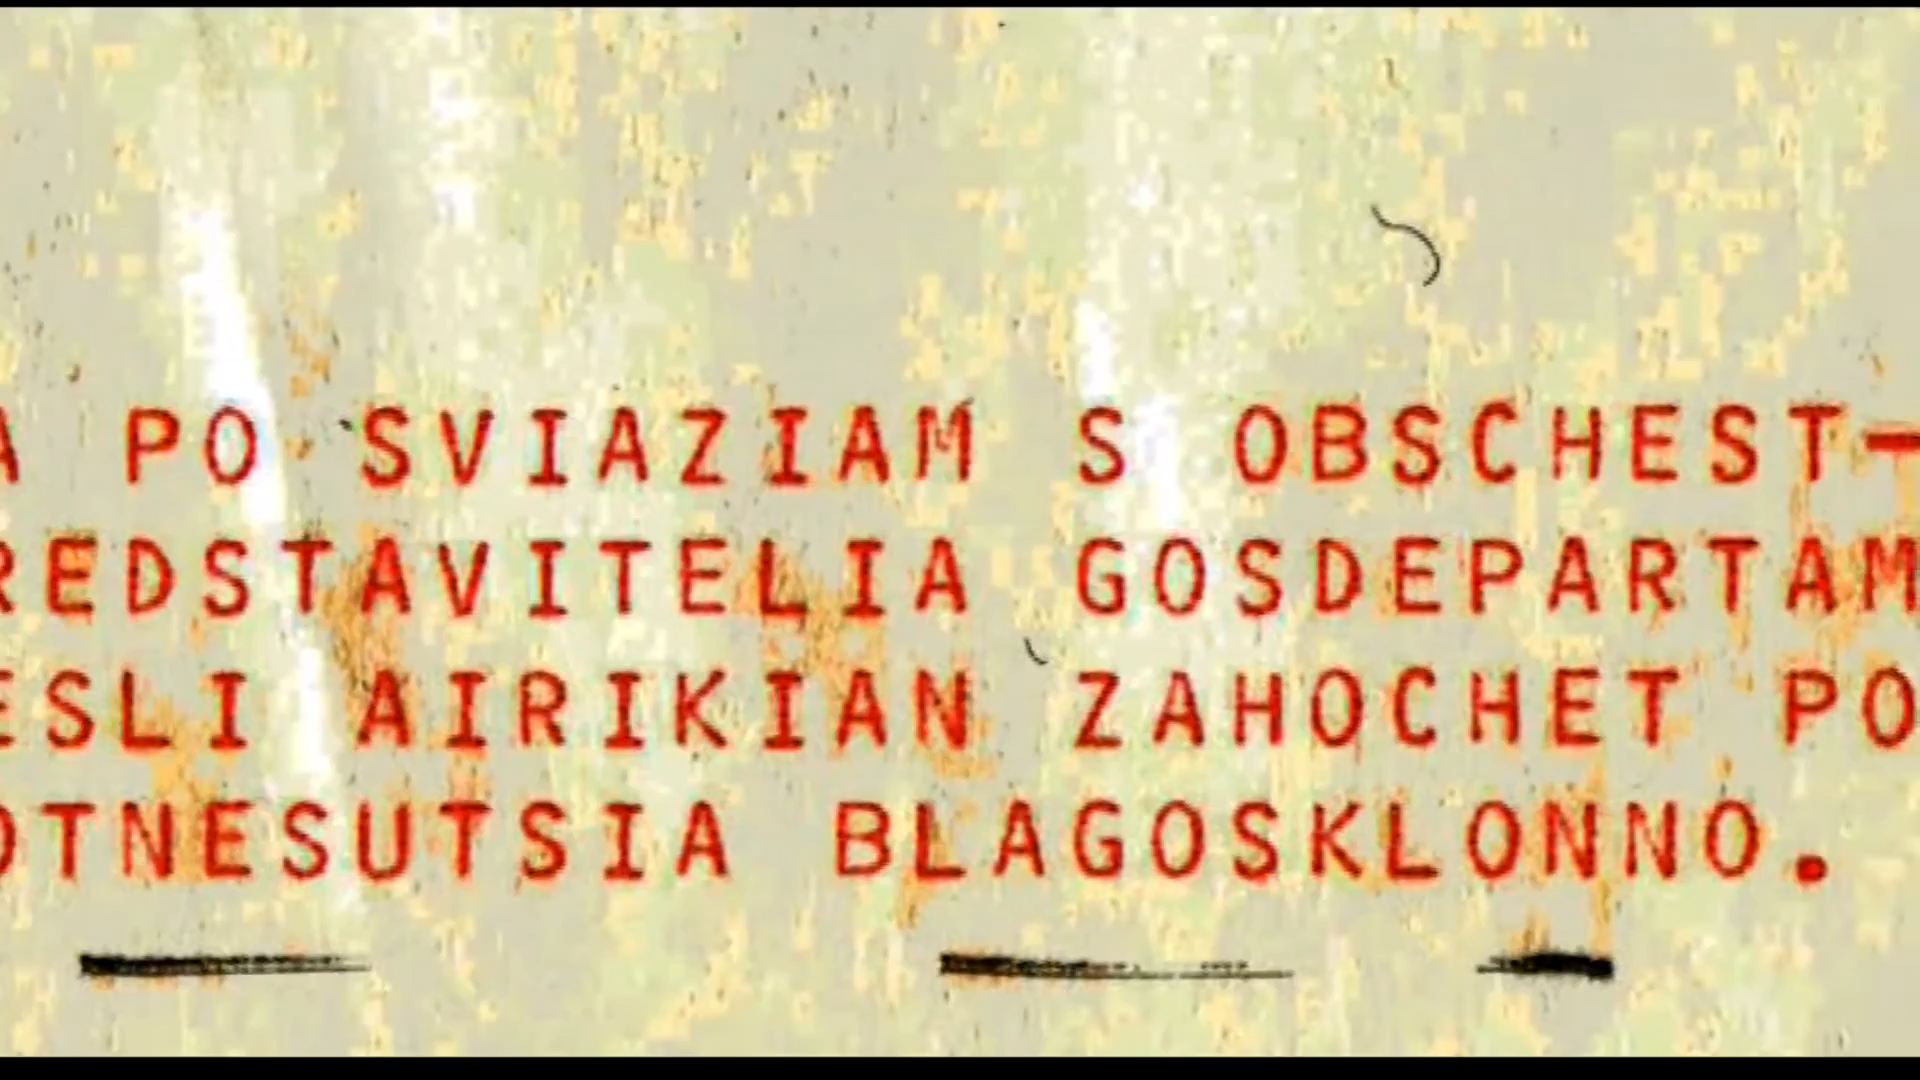 A PO SVIAZIAM S OBSCHEST-
REDSTAVITELIA GOSDEPARTAM
ESLI AIRIKIAN ZAHOCHET PO
OTNESUTSIA BLAGOSKLONNO.